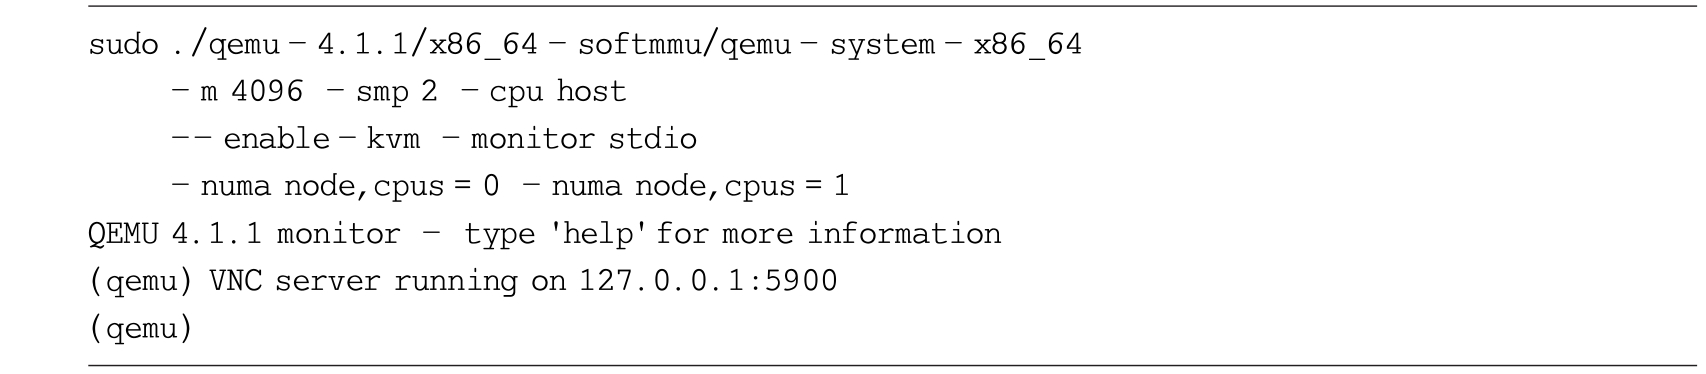 sudo ./qemu-4.1.1/x86_64-softmmu/qemu-system-x86_64
-m 4096 -smp 2 -cpu host
--enable-kvm -monitor stdio
-numa node,cpus=0 -numa node,cpus=1
QEMU 4.1.1 monitor - type 'help' for more information
(qemu) VNC server running on 127.0.0.1:5900
(qemu)